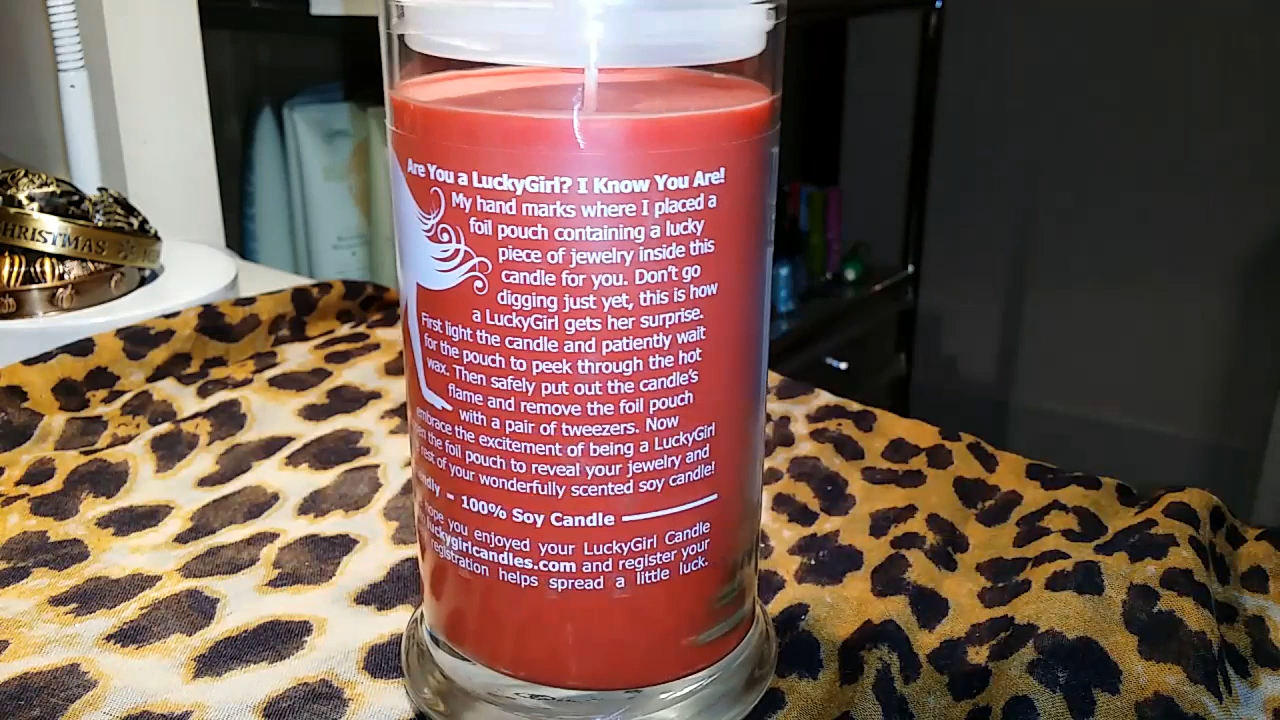 CHRISTMAS
Are You a LuckyGirl? I Know You Are!
My hand marks where I placed a
foil pouch containing a lucky
piece of jewelry inside this
candle for you. Don't go
digging just yet, this is how
a LuckyGirl gets her surprise.
First light the candle and patiently wait
for the pouch to peek through the hot
wax. Then safely put out the candle's
flame and remove the foil pouch
with a pair of tweezers. Now
embrace the excitement of being a LuckyGirl
the foil pouch to reveal your jewelry and
rest of your wonderfully scented soy candle!
– 100% Soy Candle
hope you enjoyed your LuckyGirl Candle
luckygirlcandles.com and register your
registration helps spread a little luck.